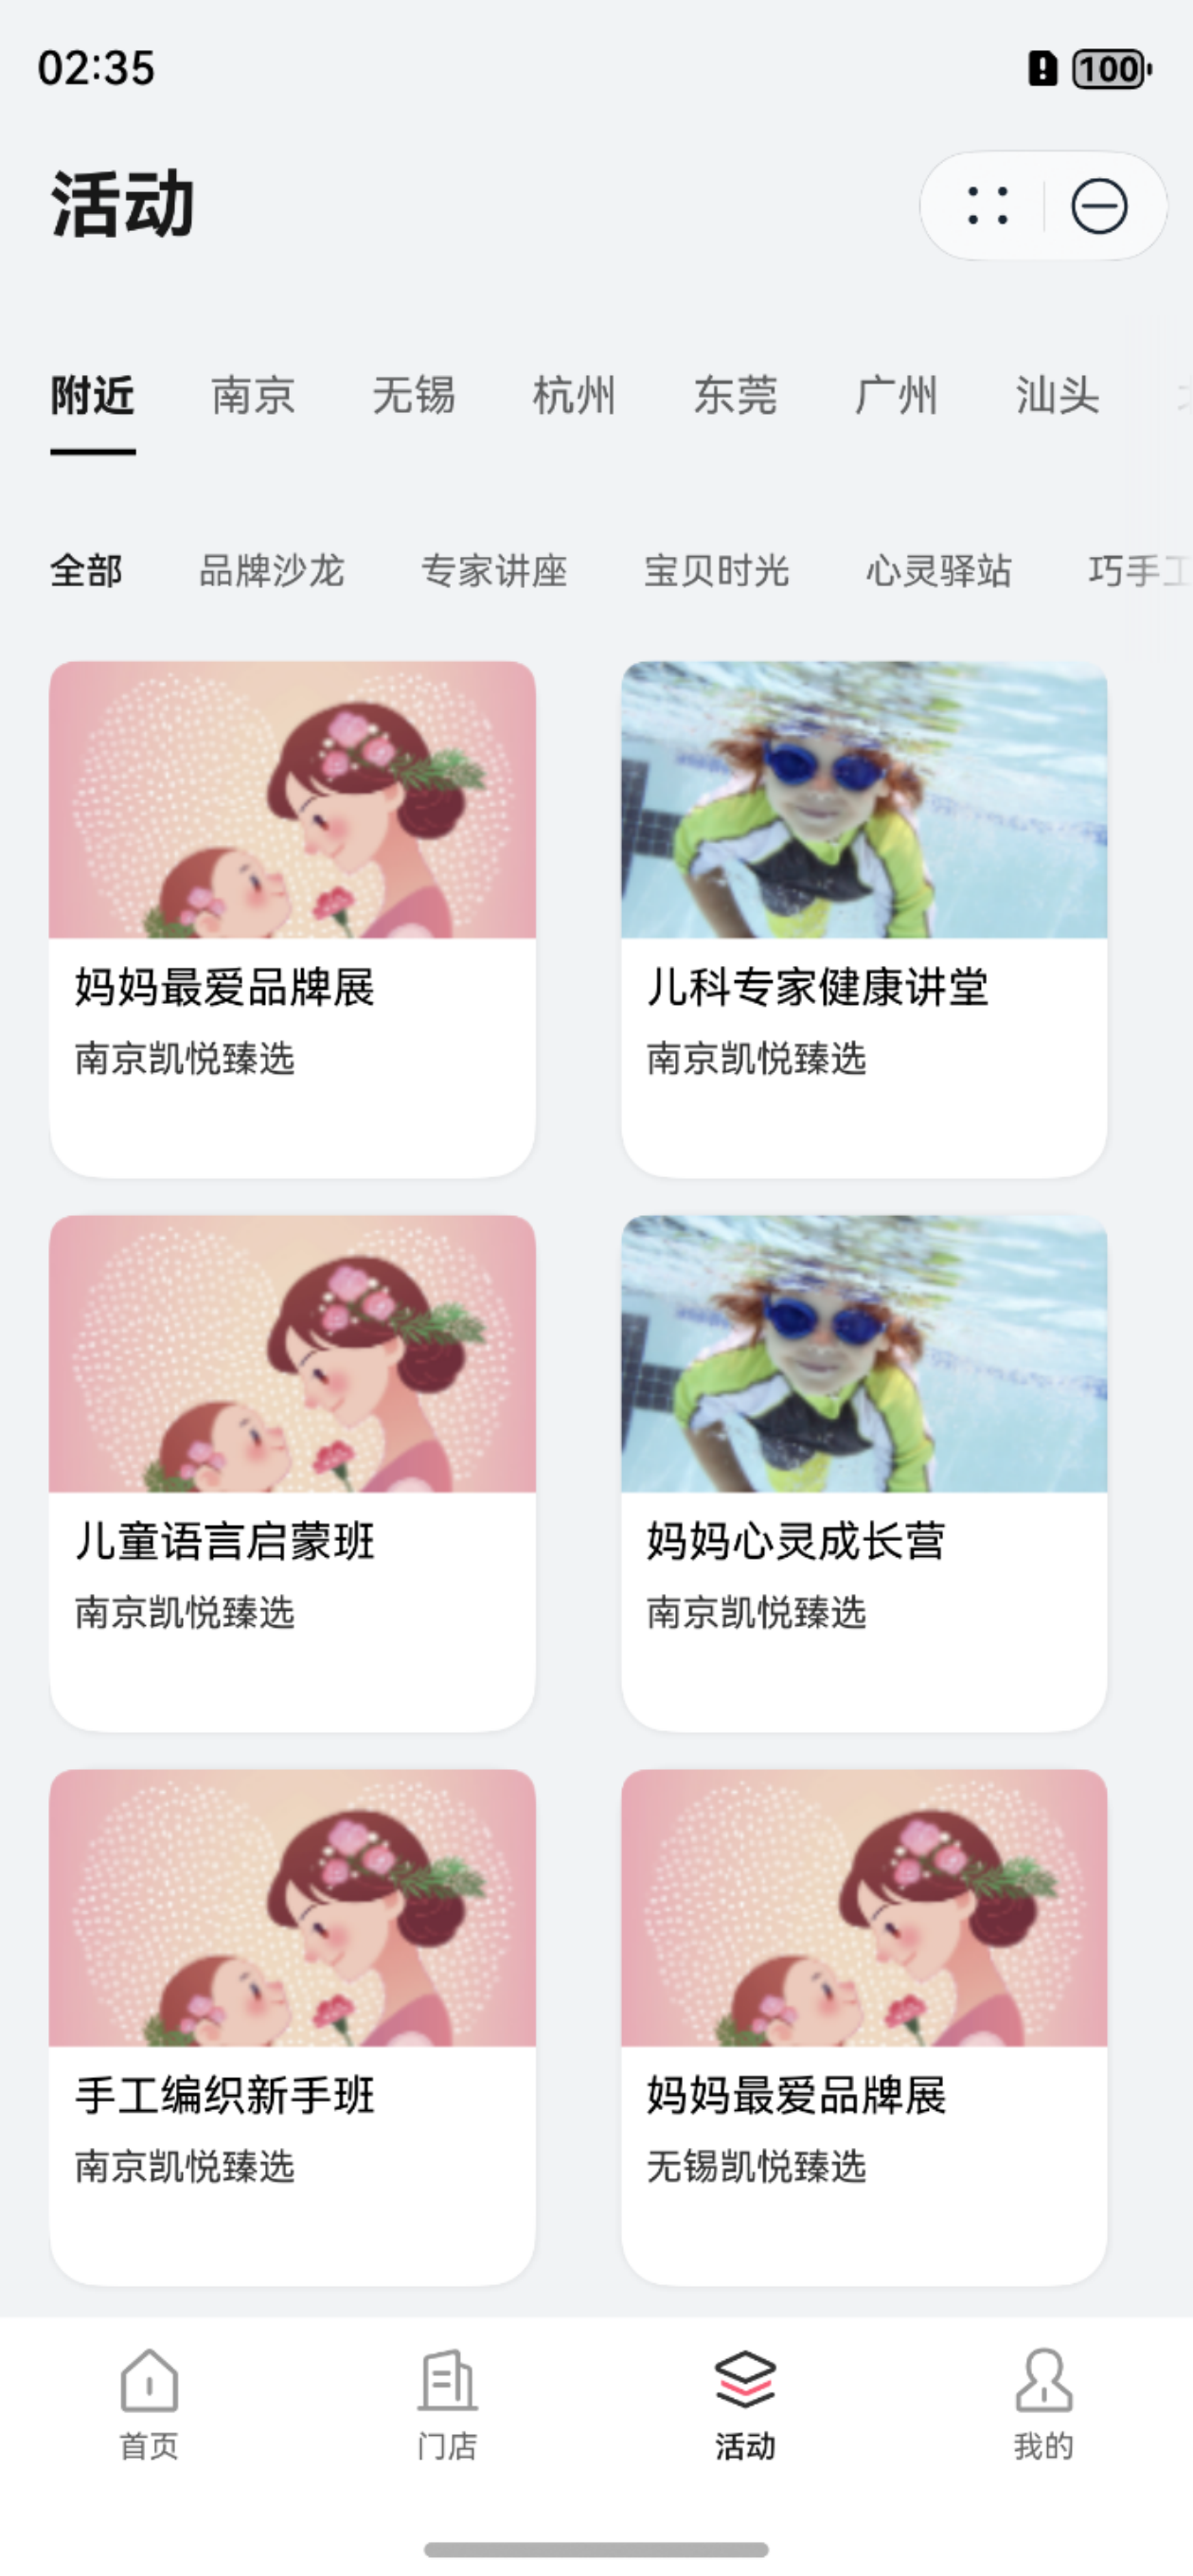 02:35
100
活动
附近 南京 无锡 杭州 东莞 广州 汕头
全部 品牌沙龙 专家讲座 宝贝时光 心灵驿站 巧手工
妈妈最爱品牌展
南京凯悦臻选
儿科专家健康讲堂
南京凯悦臻选
儿童语言启蒙班
南京凯悦臻选
妈妈心灵成长营
南京凯悦臻选
手工编织新手班
南京凯悦臻选
妈妈最爱品牌展
无锡凯悦臻选
首页 门店 活动 我的